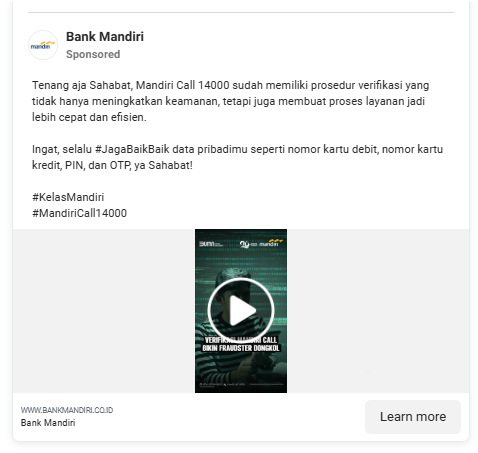 Bank Mandiri
Sponsored
mandiri
Tenang aja Sahabat, Mandiri Call 14000 sudah memiliki prosedur verifikasi yang
tidak hanya meningkatkan keamanan, tetapi juga membuat proses layanan jadi
lebih cepat dan efisien.
Ingat, selalu #JagaBaikBaik data pribadimu seperti nomor kartu debit, nomor kartu
kredit, PIN, dan OTP, ya Sahabat!
#KelasMandiri
#MandiriCall14000
mandiri
VERIFIKASI MANDIRI CALL
BIKIN FRAUDSTER DONGKOL
WWW.BANKMANDIRI.CO.ID
Bank Mandiri
Learn more